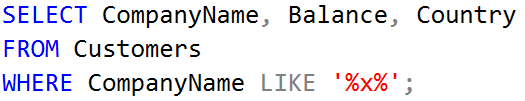 SELECT CompanyName, Balance, Country
FROM Customers
WHERE CompanyName LIKE '%x%';